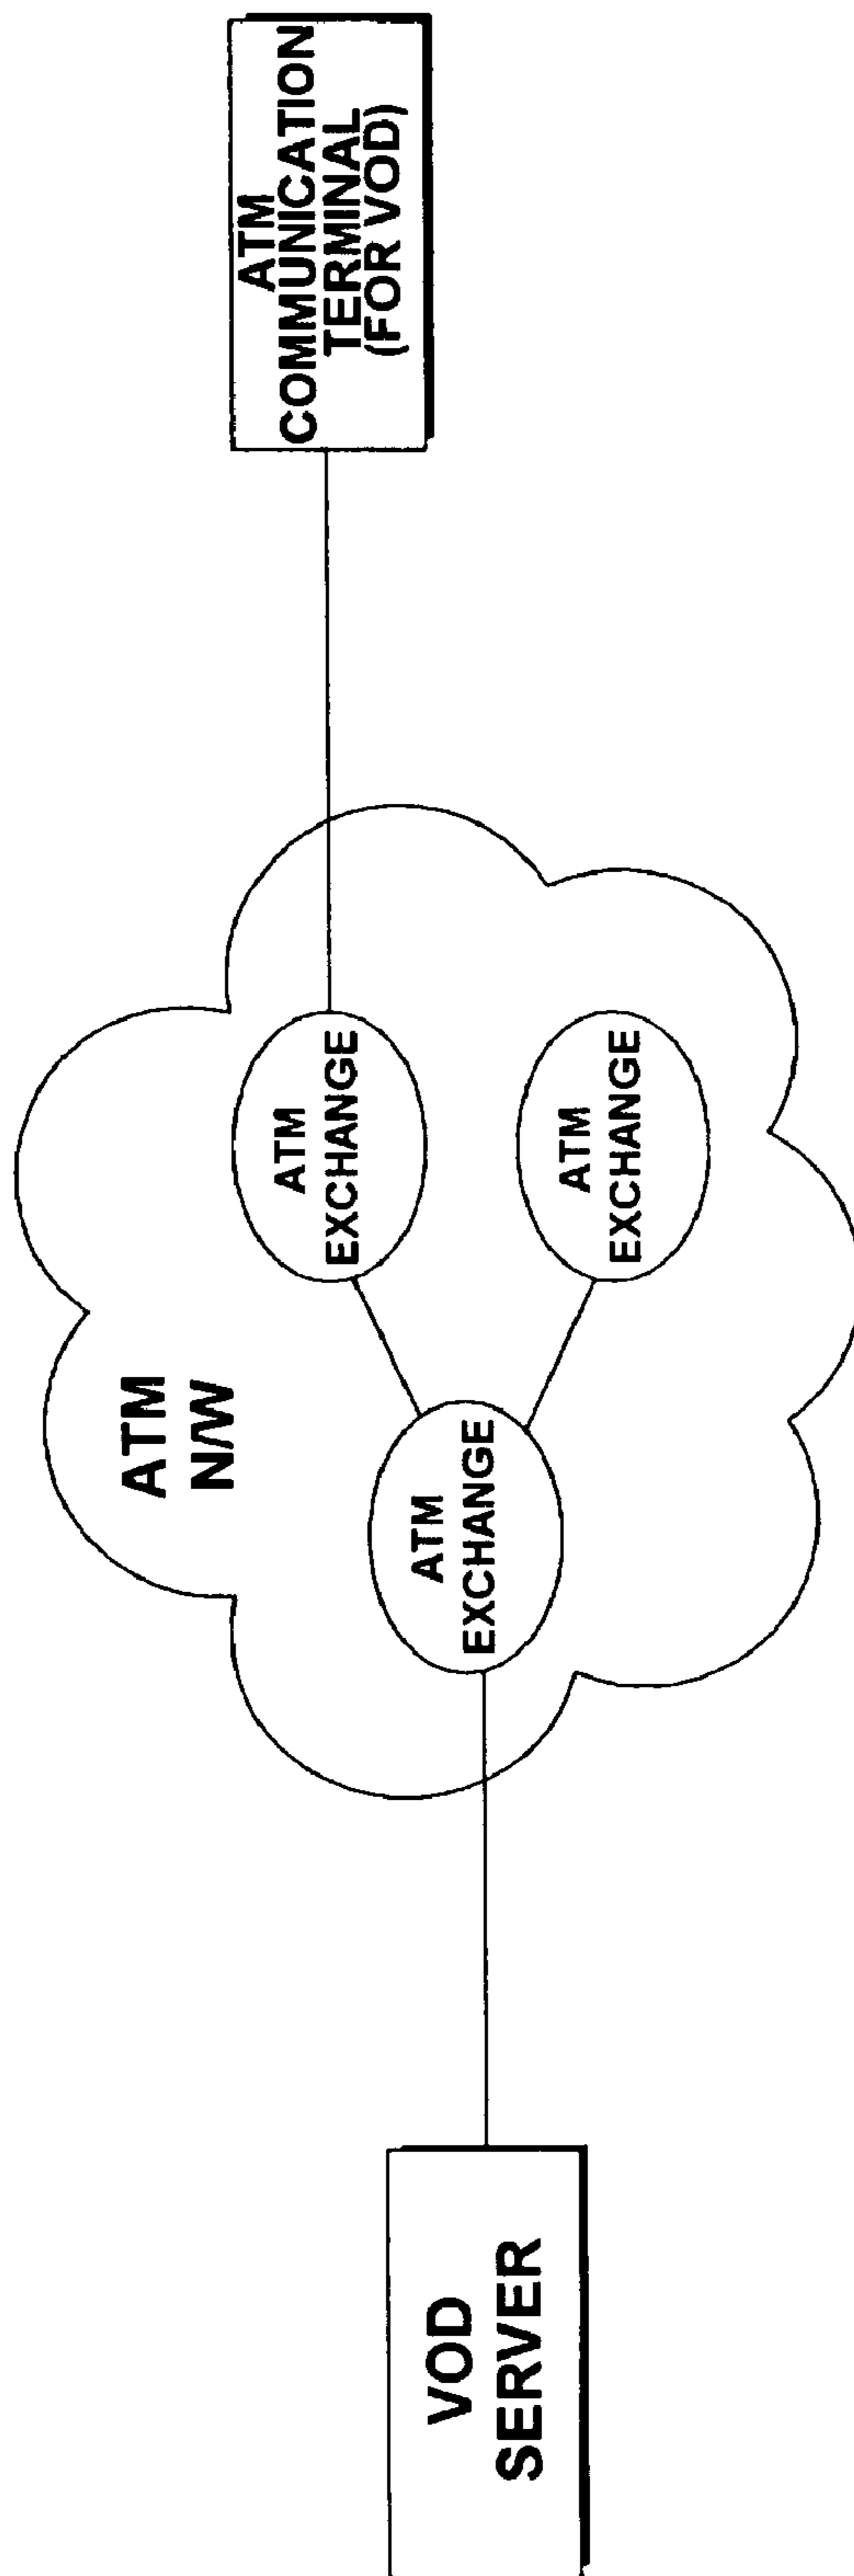 VOD
SERVER
ATM
N/W
ATM
EXCHANGE
ATM
EXCHANGE
ATM
EXCHANGE
ATM
COMMUNICATION
TERMINAL
(FOR VOD)